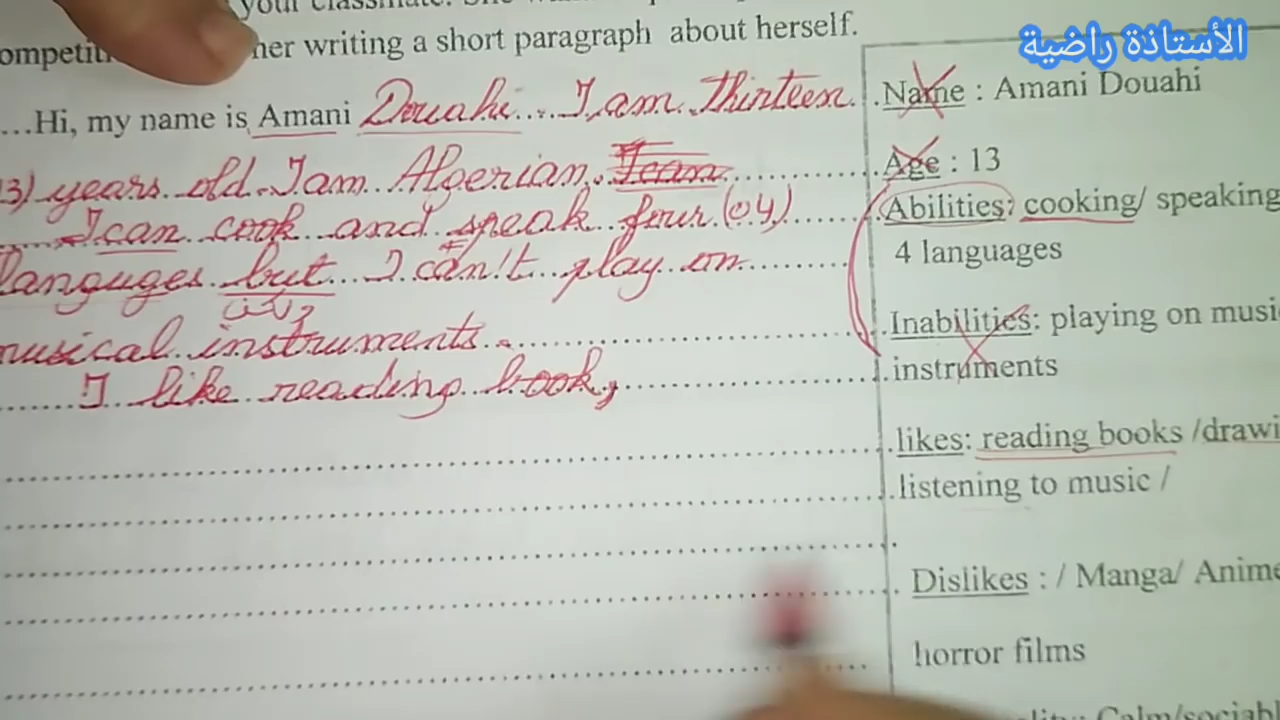 الأستاذة راضية
your classmate. She
her writing a short paragraph about herself.
...Hi, my name is Amani Douahi... I am thirteen
13) years old. I am Algerian.
I can cook and speak four (04)
languges but I can't play on
ولكن
musical instruments.
I like reading book,
Name : Amani Douahi
Age : 13
Abilities: cooking/ speaking
4 languages
Inabilities: playing on musi
instruments
likes: reading books /drawi
listening to music /
Dislikes : / Manga/ Anime
horror films
Calm/sociabl